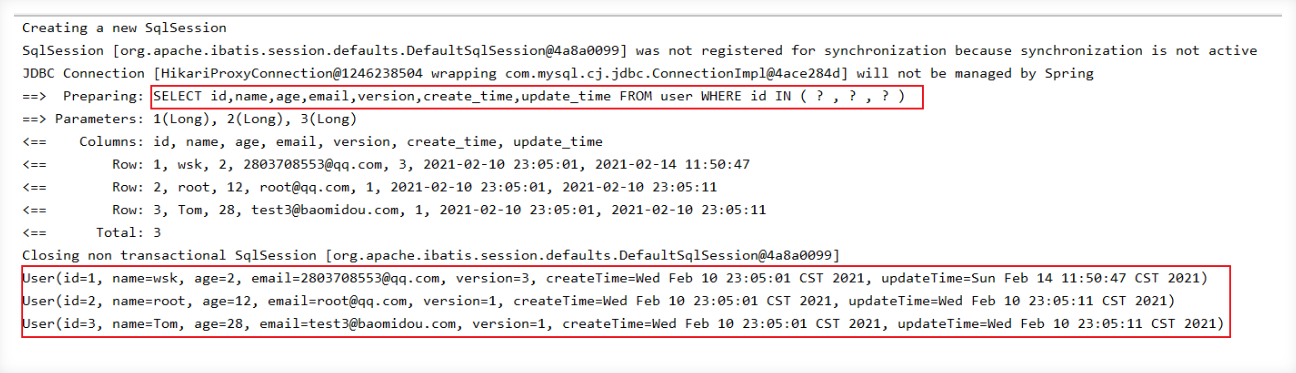 Creating a new SqlSession
SqlSession [org.apache.ibatis.session.defaults.DefaultSqlSession@4a8a0099] was not registered for synchronization because synchronization is not active
JDBC Connection [HikariProxyConnection@1246238504 wrapping com.mysql.cj.jdbc.ConnectionImpl@4ace284d] will not be managed by Spring
==>  Preparing: SELECT id,name,age,email,version,create_time,update_time FROM user WHERE id IN ( ? , ? , ? )
==> Parameters: 1(Long), 2(Long), 3(Long)
<==    Columns: id, name, age, email, version, create_time, update_time
<==        Row: 1, wsk, 2, 2803708553@qq.com, 3, 2021-02-10 23:05:01, 2021-02-14 11:50:47
<==        Row: 2, root, 12, root@qq.com, 1, 2021-02-10 23:05:01, 2021-02-10 23:05:11
<==        Row: 3, Tom, 28, test3@baomidou.com, 1, 2021-02-10 23:05:01, 2021-02-10 23:05:11
<==      Total: 3
Closing non transactional SqlSession [org.apache.ibatis.session.defaults.DefaultSqlSession@4a8a0099]
User(id=1, name=wsk, age=2, email=2803708553@qq.com, version=3, createTime=Wed Feb 10 23:05:01 CST 2021, updateTime=Sun Feb 14 11:50:47 CST 2021)
User(id=2, name=root, age=12, email=root@qq.com, version=1, createTime=Wed Feb 10 23:05:01 CST 2021, updateTime=Wed Feb 10 23:05:11 CST 2021)
User(id=3, name=Tom, age=28, email=test3@baomidou.com, version=1, createTime=Wed Feb 10 23:05:01 CST 2021, updateTime=Wed Feb 10 23:05:11 CST 2021)